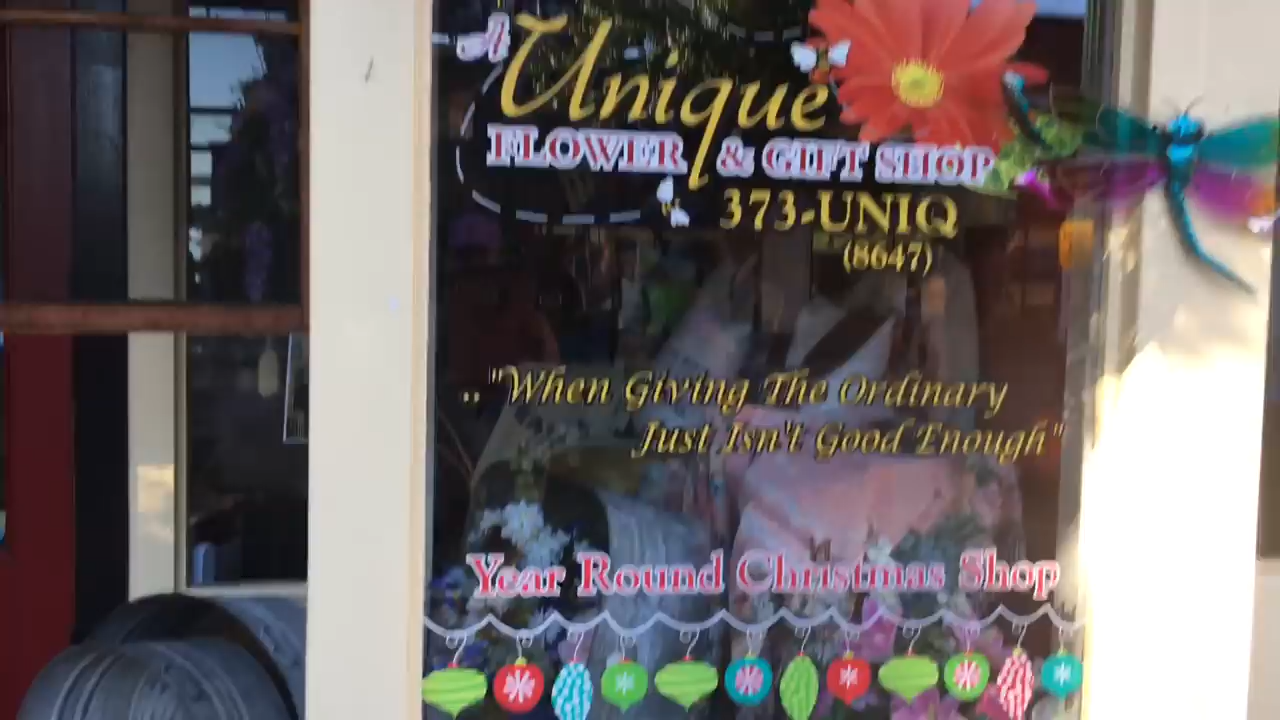 A Unique
FLOWER & GIFT SHOP
373-UNIQ
(8647)
.."When Giving The Ordinary
Just Isn't Good Enough"
Year Round Christmas Shop